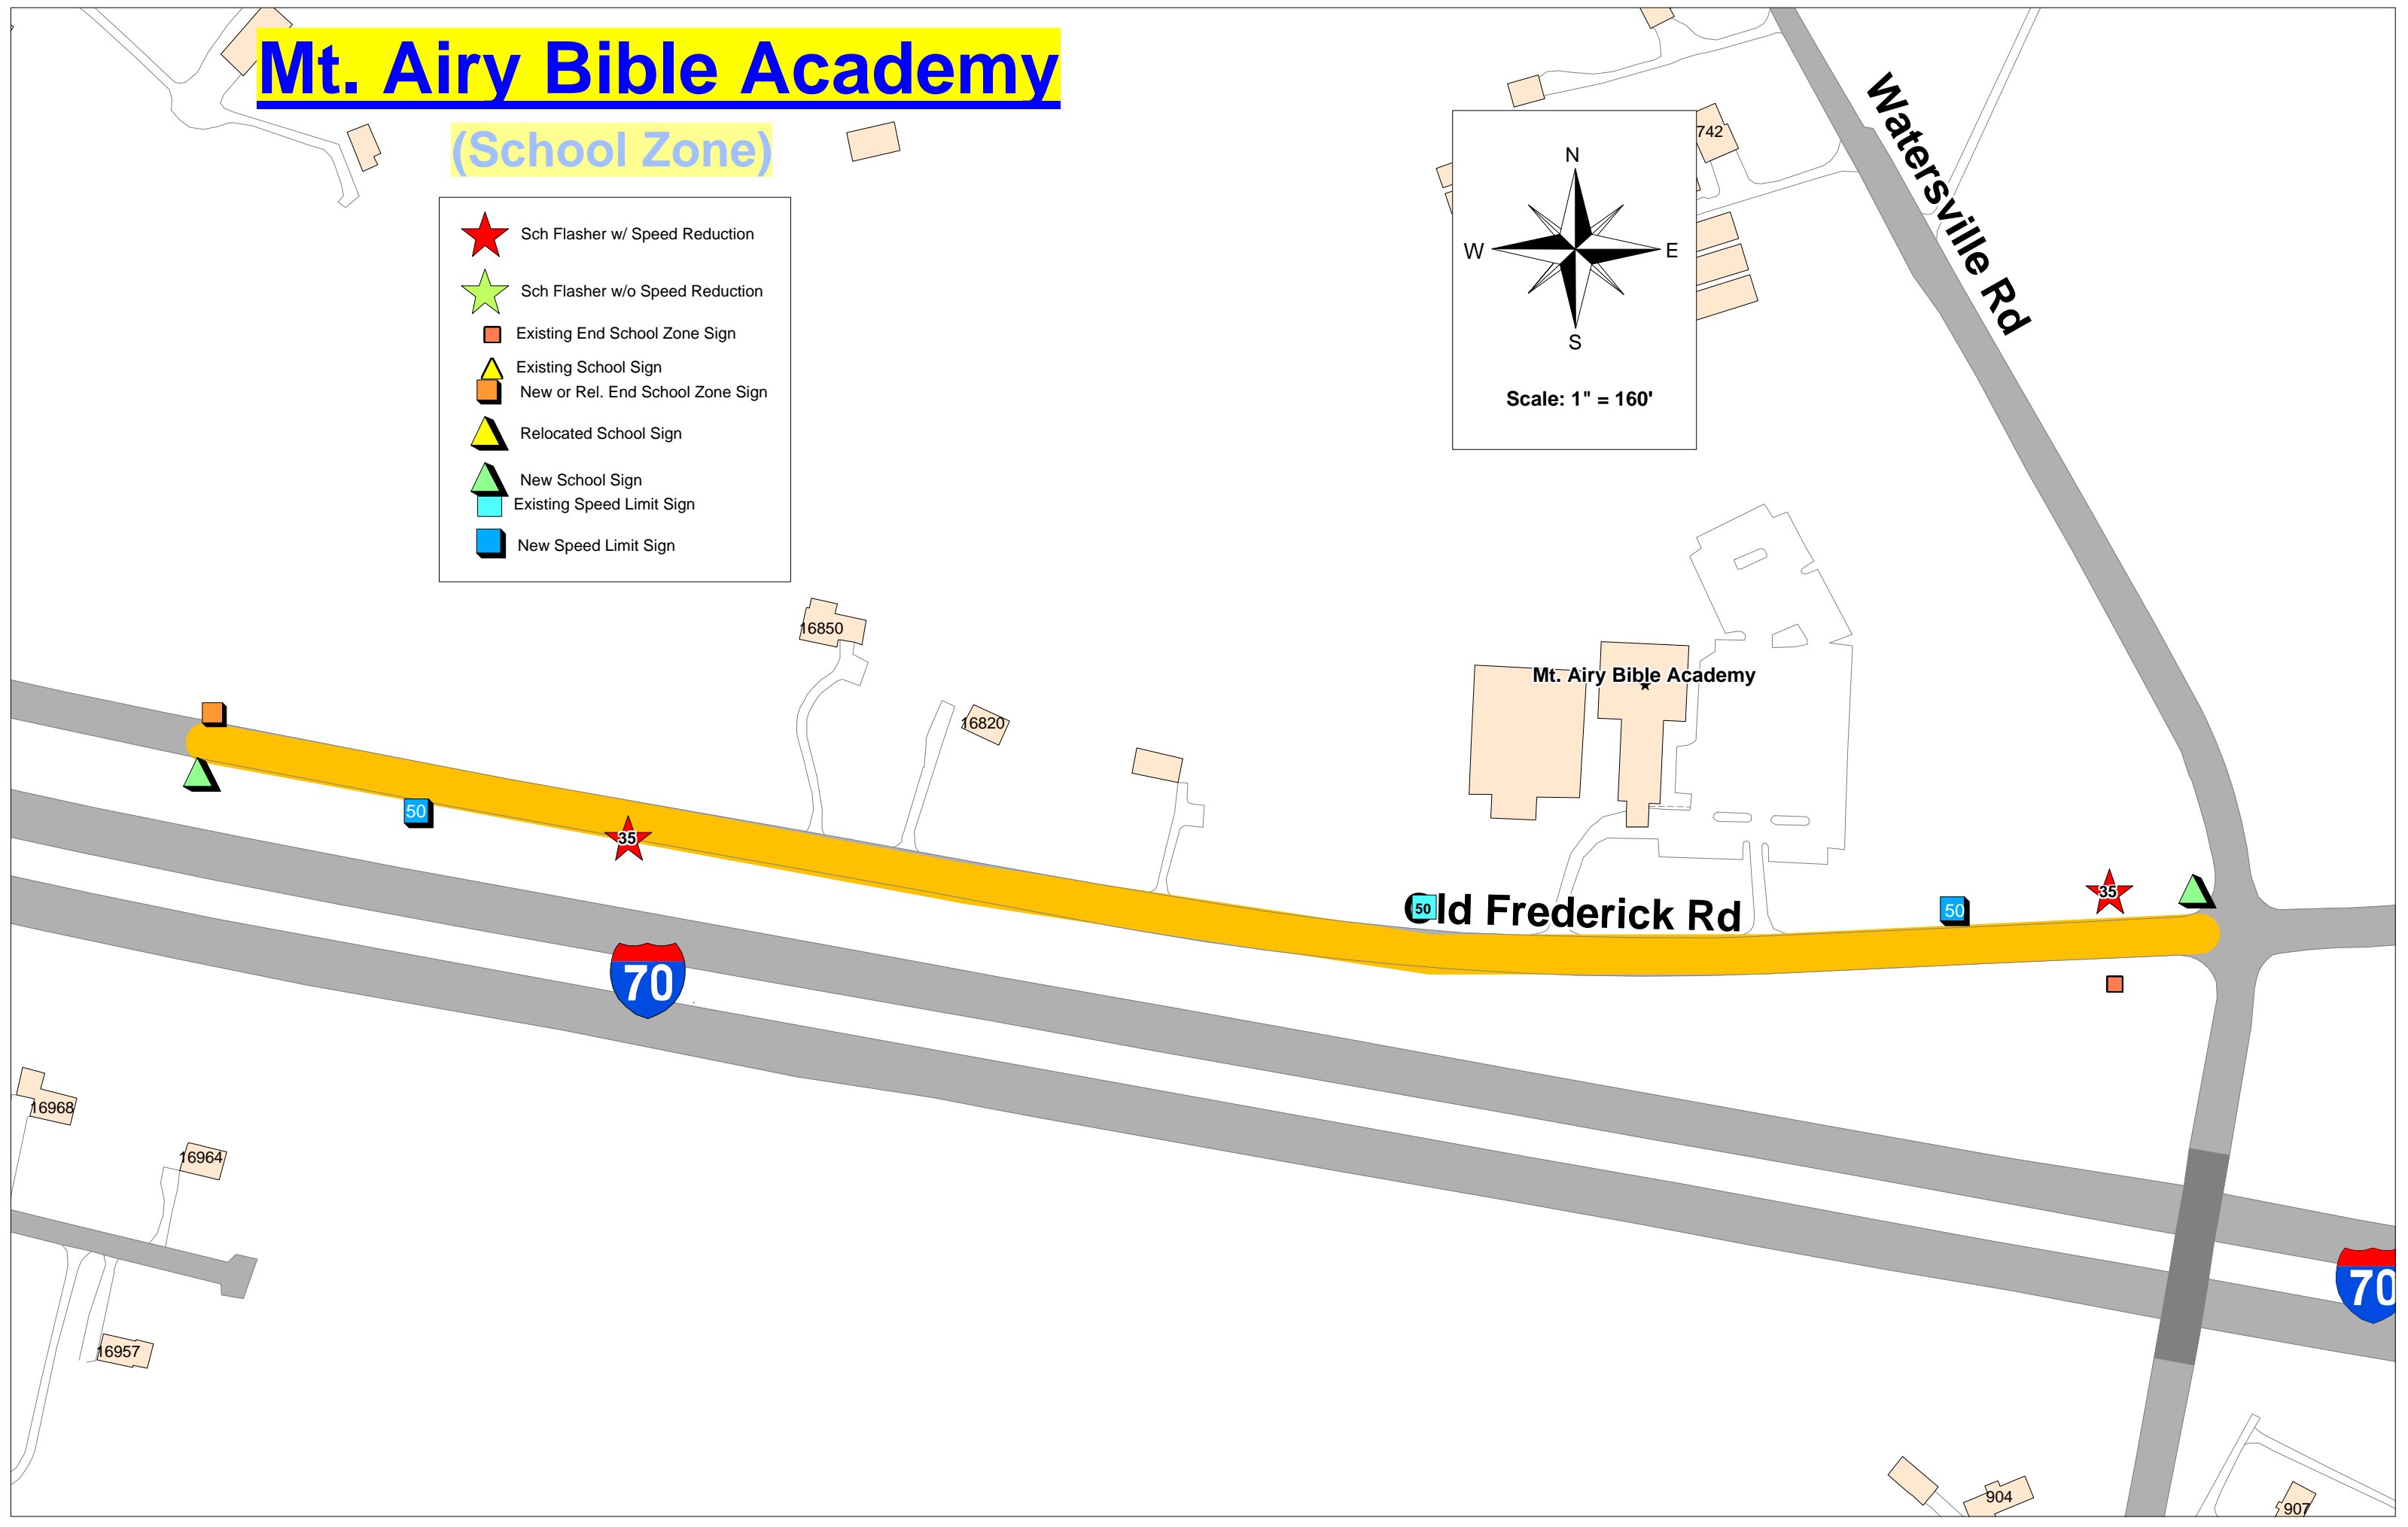 Mt. Airy Bible Academy
(School Zone)
Sch Flasher w/ Speed Reduction
Sch Flasher w/o Speed Reduction
Existing End School Zone Sign
Existing School Sign
New or Rel. End School Zone Sign
Relocated School Sign
New School Sign
Existing Speed Limit Sign
New Speed Limit Sign
N
W
E
S
Scale: 1" = 160'
742
Watersville Rd
16850
16820
Mt. Airy Bible Academy
50
35
50
Old Frederick Rd
50
35
70
70
16968
16964
16957
904
907